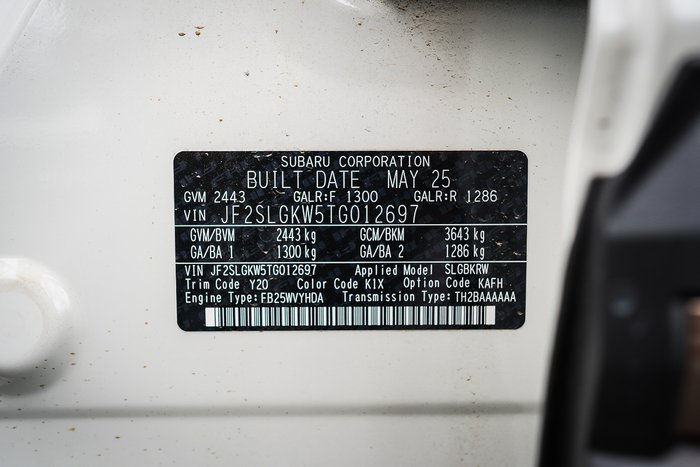 SUBARU CORPORATION
BUILT DATE MAY 25
GVM 2443 GALR:F 1300 GALR:R 1286
VIN JF2SLGKW5TG012697
GVM/BVM 2443 kg GCM/BKM 3643 kg
GA/BA 1 1300 kg GA/BA 2 1286 kg
VIN JF2SLGKW5TG012697 Applied Model SLGBKRW
Trim Code Y20 Color Code K1X Option Code KAFH
Engine Type:FB25WVYHDA Transmission Type:TH2BAAAAAA